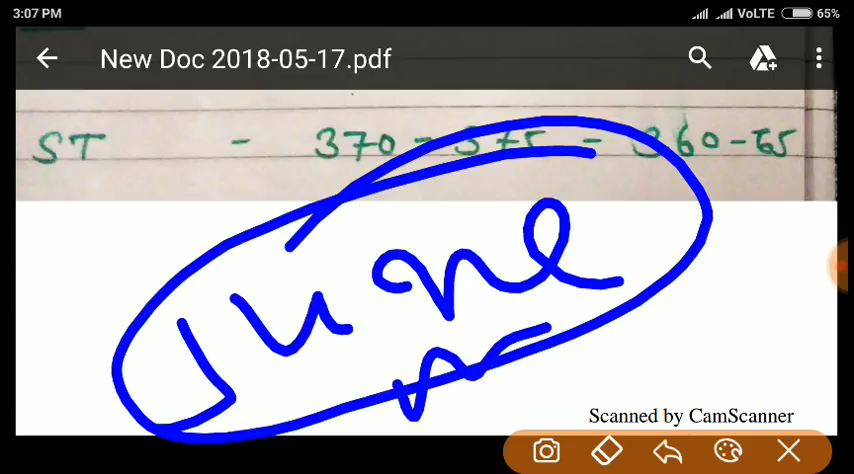 3:07 PM VoLTE 65%
New Doc 2018-05-17.pdf
ST - 370 - 375 - 360-65
June
Scanned by CamScanner